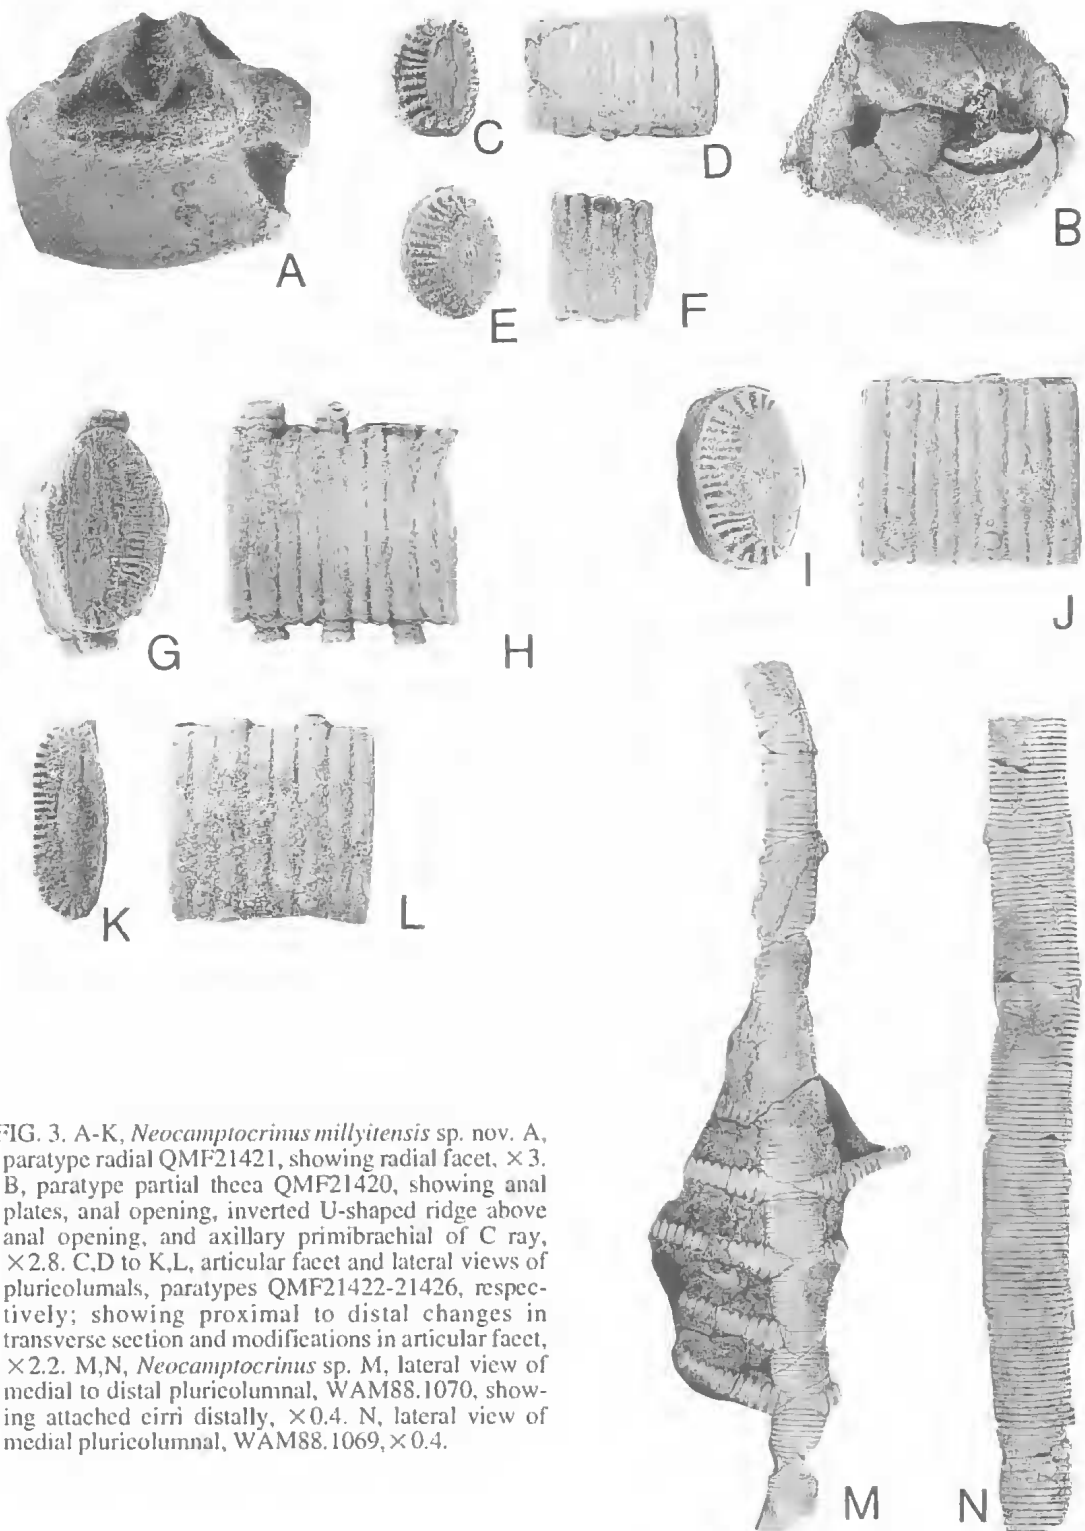 A
C
D
B
E
F
G
H
I
J
K
L
FIG. 3. A-K, Neocamptocrinus millyitensis sp. nov. A,
paratype radial QMF21421, showing radial facet, ×3.
B, paratype partial theca QMF21420, showing anal
plates, anal opening, inverted U-shaped ridge above
anal opening, and axillary primibrachial of C ray,
×2.8. C,D to K,L, articular facet and lateral views of
pluricolumals, paratypes QMF21422-21426, respec-
tively; showing proximal to distal changes in
transverse section and modifications in articular facet,
×2.2. M,N, Neocamptocrinus sp. M, lateral view of
medial to distal pluricolumnal, WAM88.1070, show-
ing attached cirri distally, ×0.4. N, lateral view of
medial pluricolumnal, WAM88.1069, ×0.4.
M
N